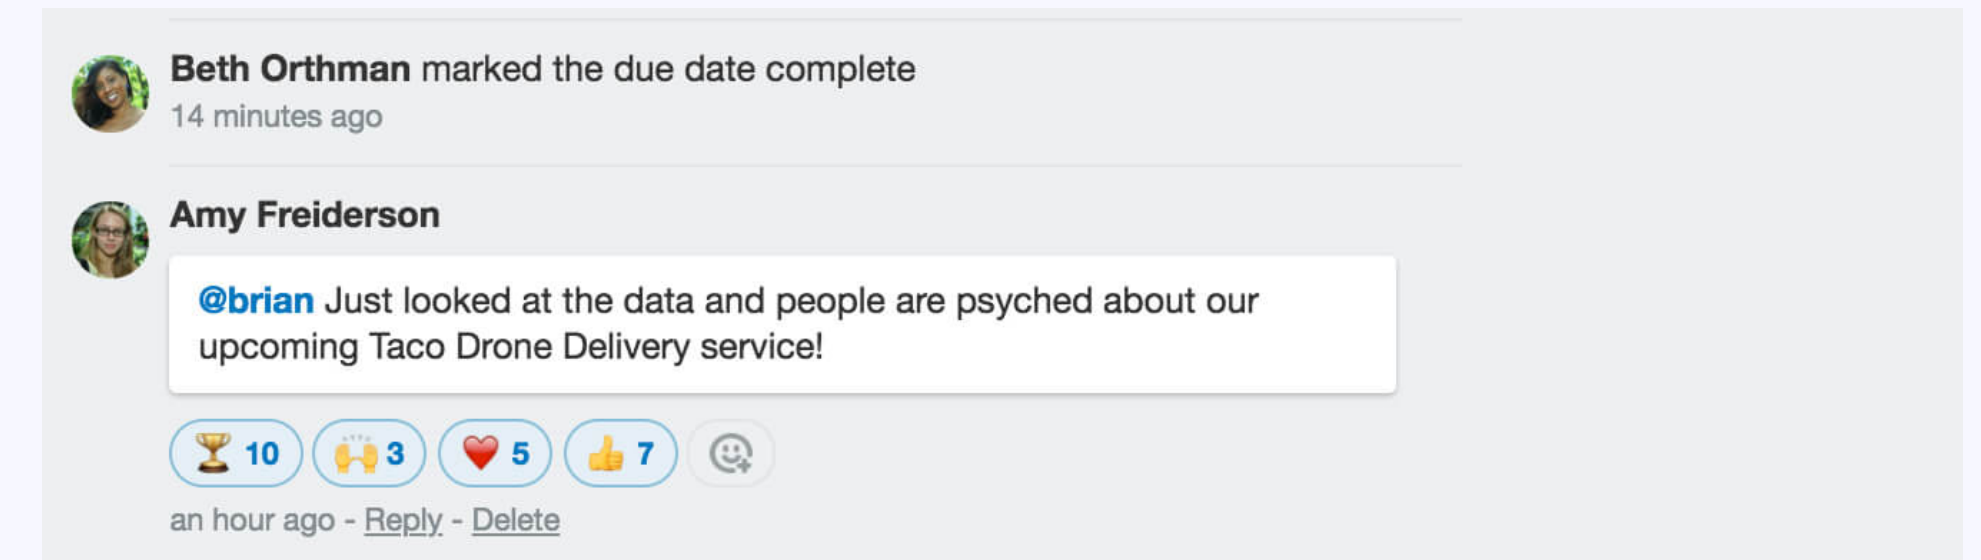 Beth Orthman marked the due date complete
14 minutes ago
Amy Freiderson
@brian Just looked at the data and people are psyched about our
upcoming Taco Drone Delivery service!
🏆 10 🙌 3 ❤️ 5 👍 7
an hour ago - Reply - Delete